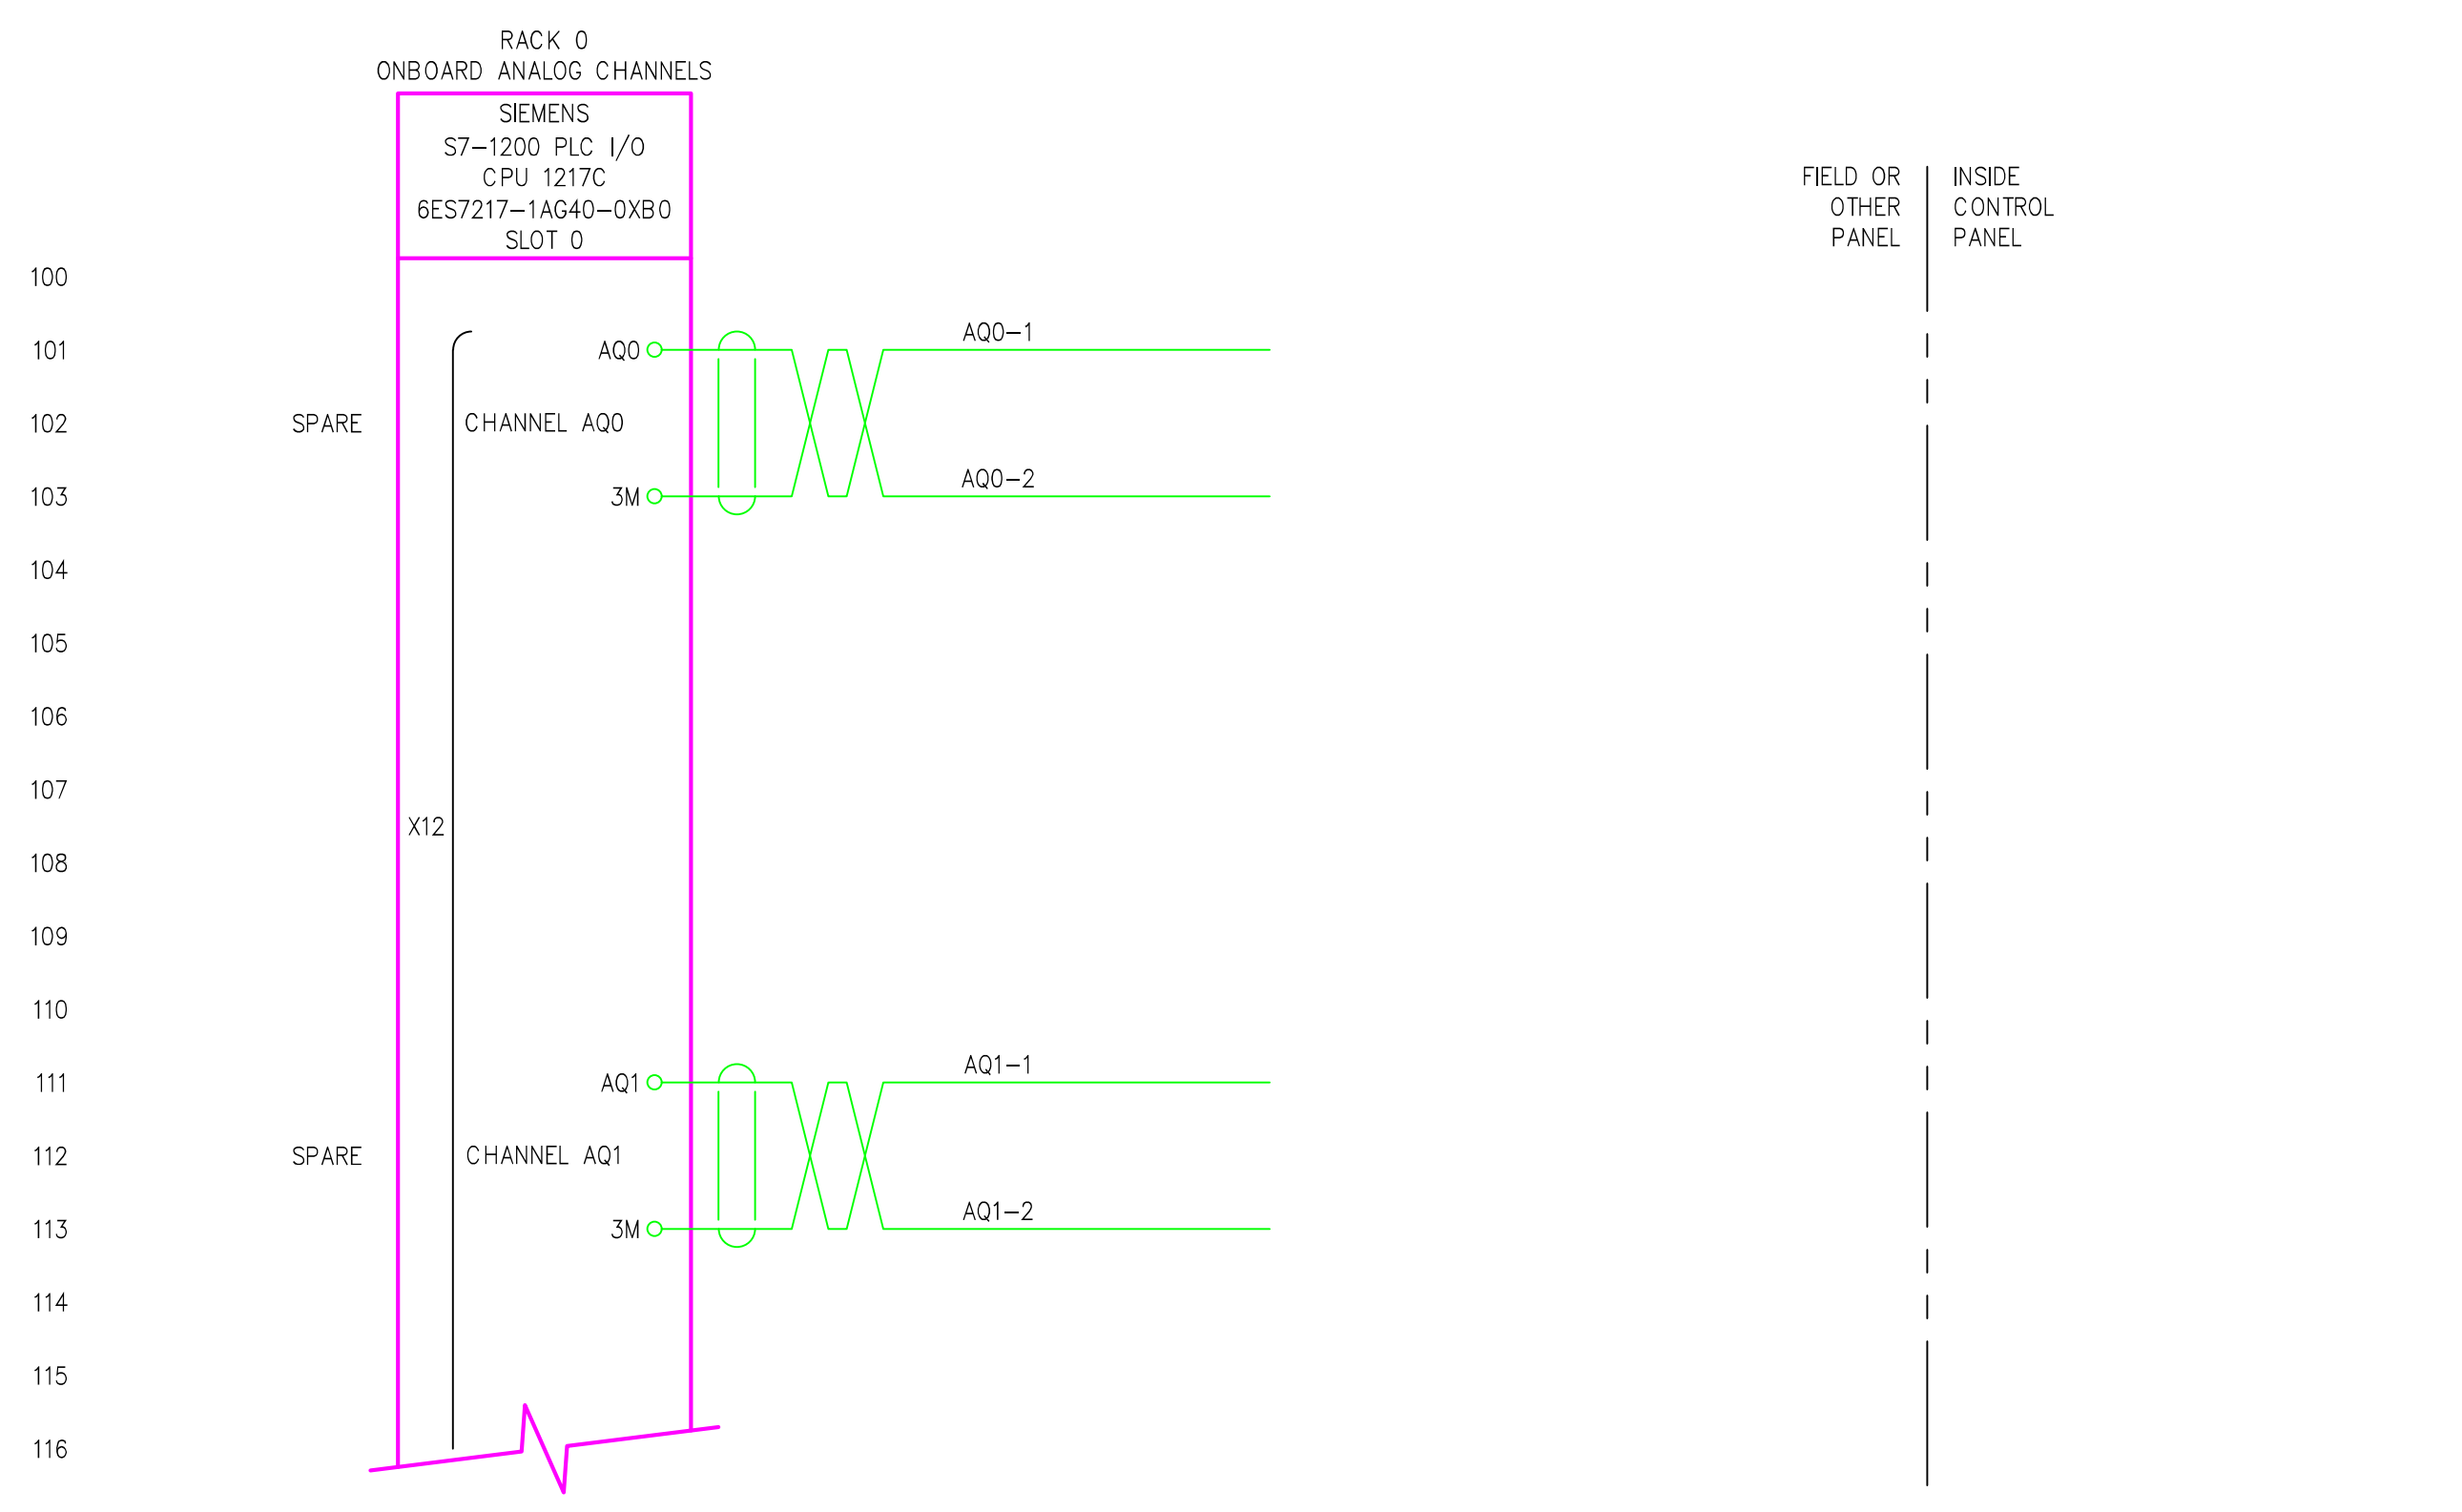 RACK 0
ONBOARD ANALOG CHANNELS
SIEMENS
S7-1200 PLC I/O
CPU 1217C
6ES7217-1AG40-0XB0
SLOT 0
FIELD OR
OTHER
PANEL
INSIDE
CONTROL
PANEL
100
AQ0-1
101
AQ0
102
SPARE
CHANNEL AQ0
AQ0-2
103
3M
104
105
106
107
X12
108
109
110
AQ1-1
111
AQ1
112
SPARE
CHANNEL AQ1
AQ1-2
113
3M
114
115
116